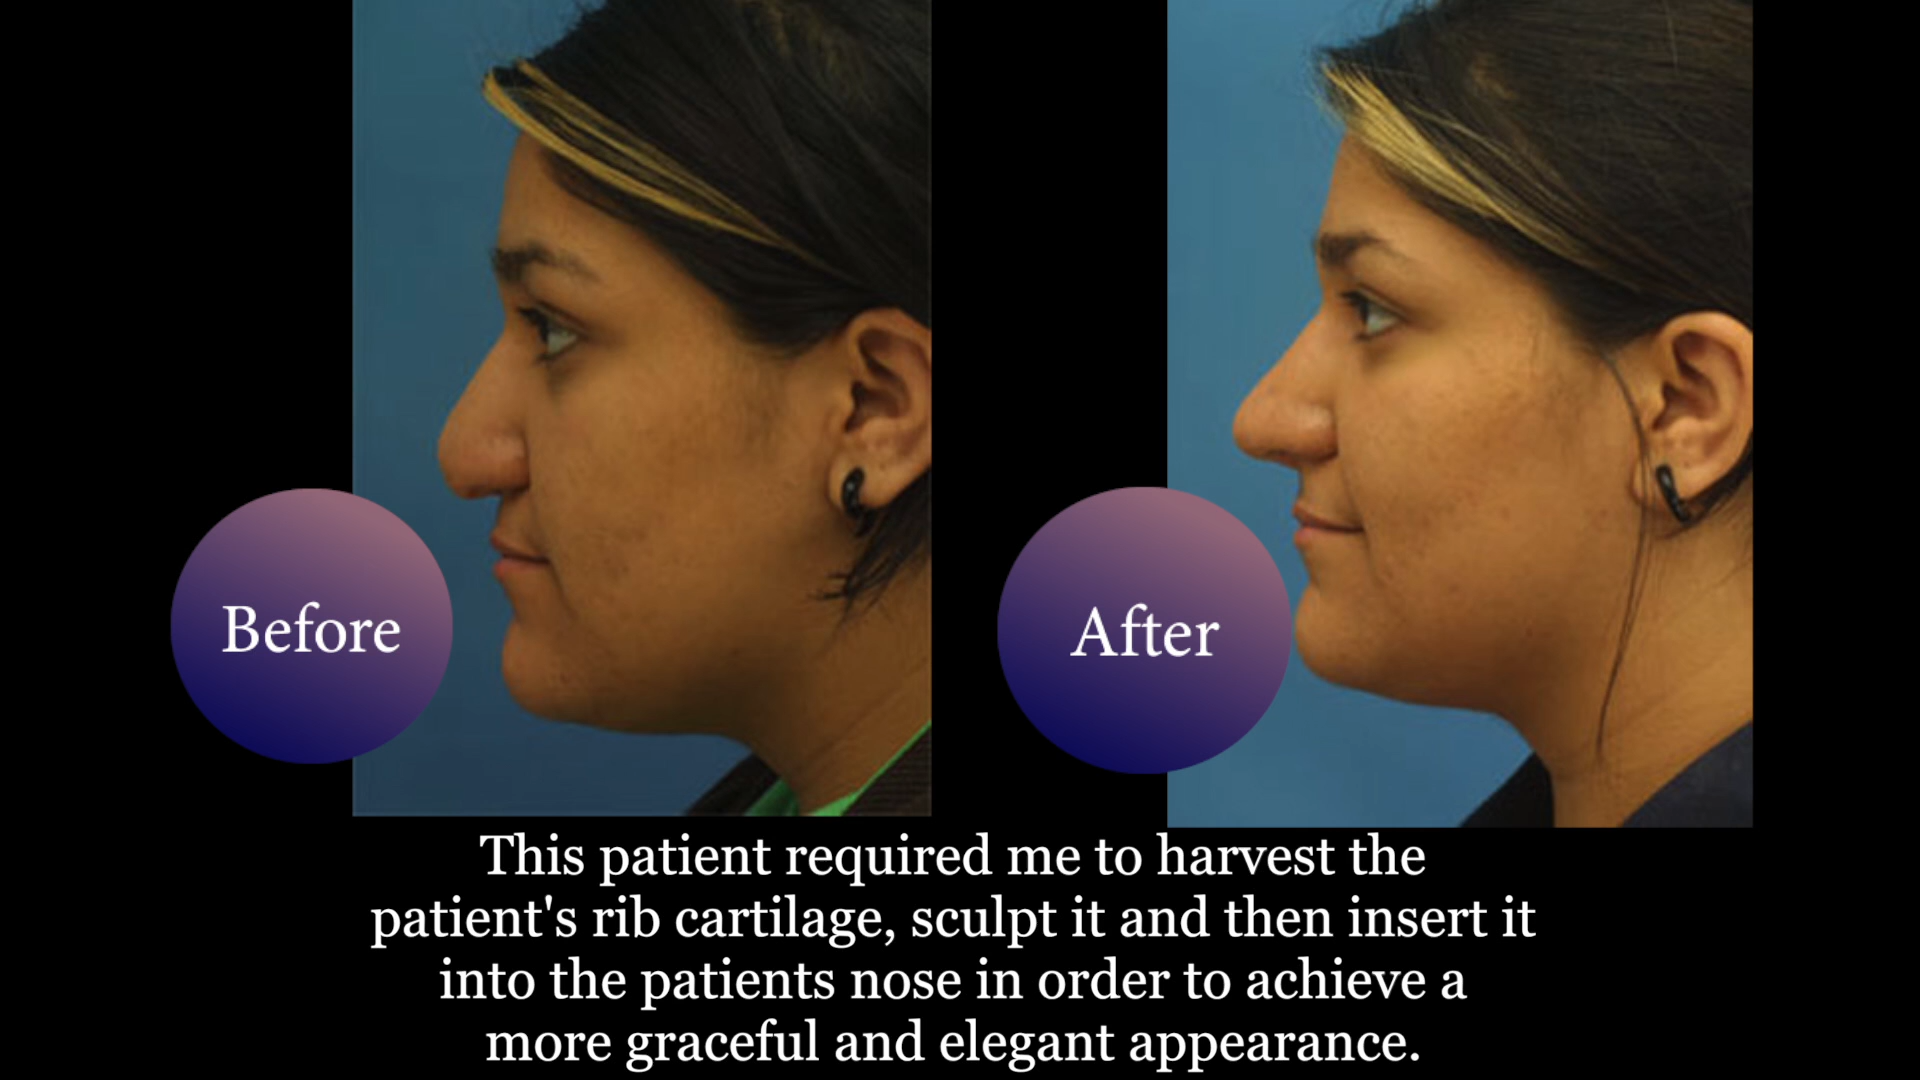 Before
After
This patient required me to harvest the
patient's rib cartilage, sculpt it and then insert it
into the patients nose in order to achieve a
more graceful and elegant appearance.